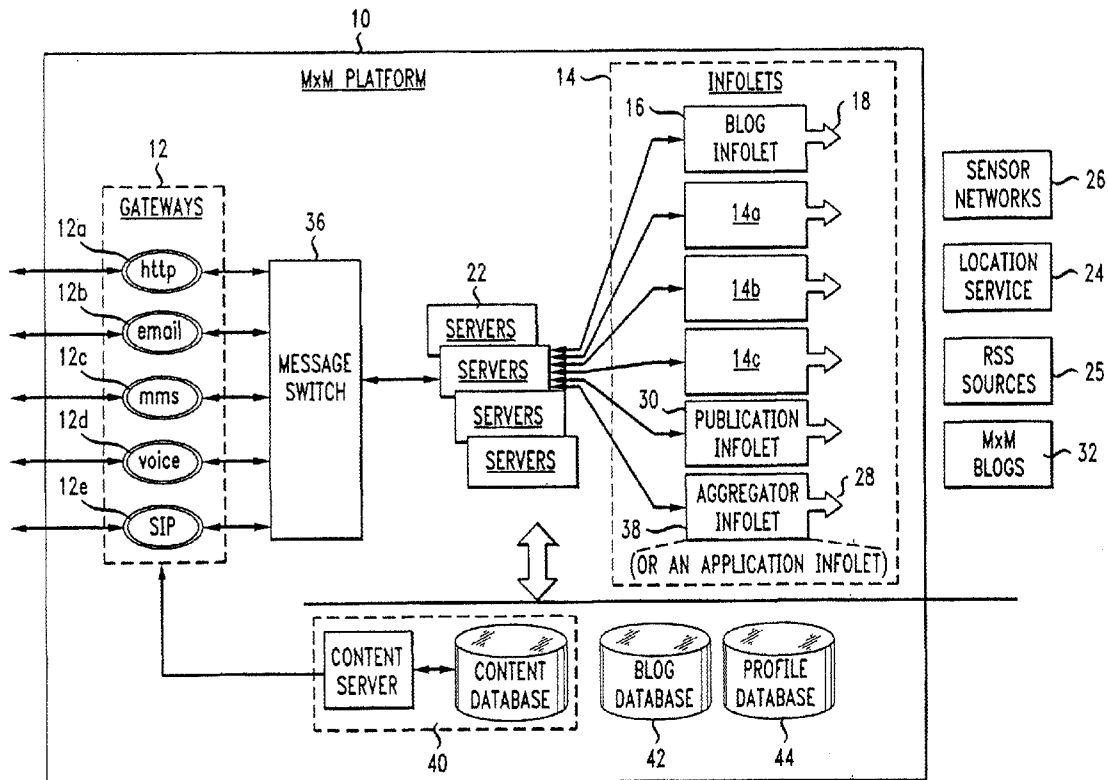 10
MxM PLATFORM
14
INFOLETS
16
BLOG
INFOLET
18
14a
14b
14c
30
PUBLICATION
INFOLET
AGGREGATOR
INFOLET
28
38
(OR AN APPLICATION INFOLET)
SENSOR
NETWORKS
26
LOCATION
SERVICE
24
RSS
SOURCES
25
MxM
BLOGS
32
12
GATEWAYS
12a
http
12b
email
12c
mms
12d
voice
12e
SIP
36
MESSAGE
SWITCH
22
SERVERS
SERVERS
SERVERS
SERVERS
CONTENT
SERVER
CONTENT
DATABASE
40
BLOG
DATABASE
42
PROFILE
DATABASE
44